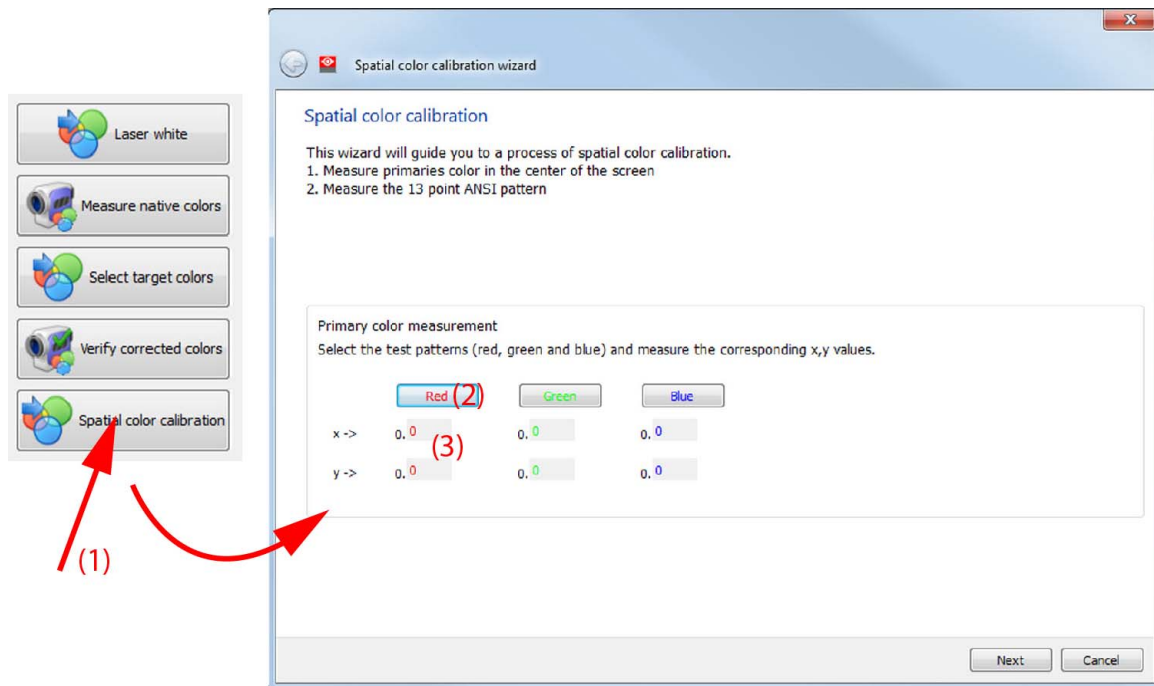 Laser white
Measure native colors
Select target colors
Verify corrected colors
Spatial color calibration
(1)
X
Spatial color calibration wizard
Spatial color calibration
This wizard will guide you to a process of spatial color calibration.
1. Measure primaries color in the center of the screen
2. Measure the 13 point ANSI pattern
Primary color measurement
Select the test patterns (red, green and blue) and measure the corresponding x,y values.
Red (2) Green Blue
x -> 0. 0 0. 0 0. 0
(3)
y -> 0. 0 0. 0 0. 0
Next Cancel